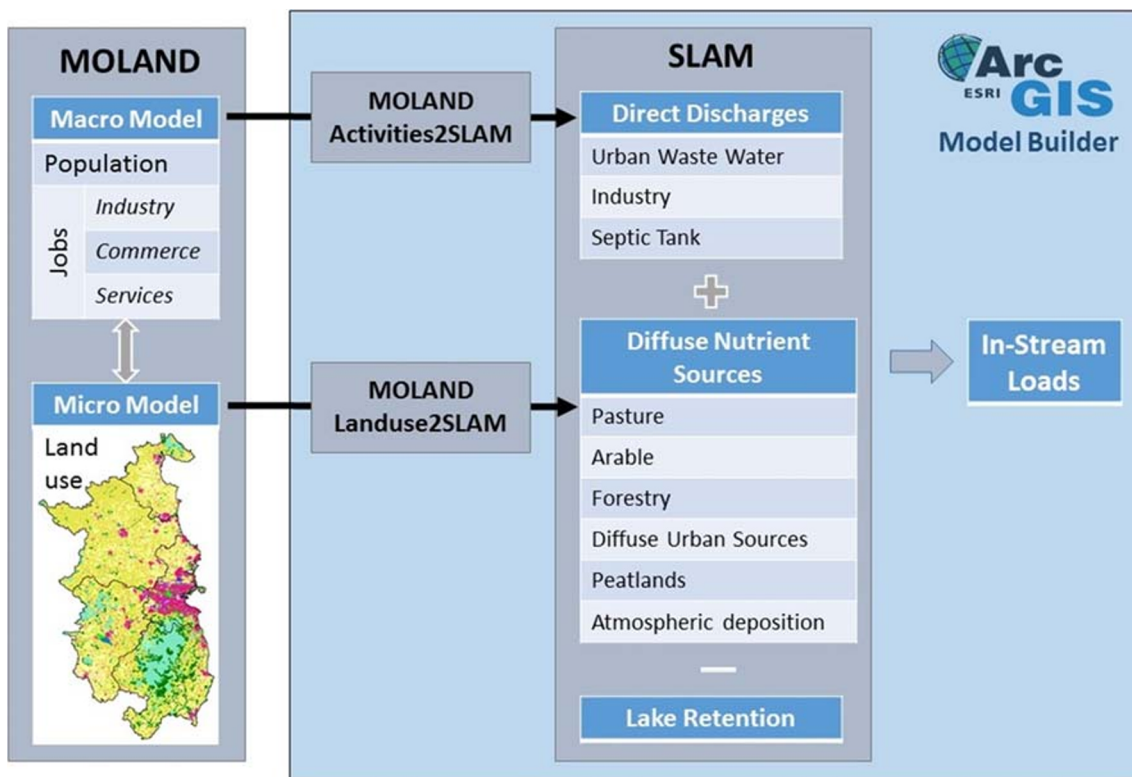 MOLAND
Macro Model
Population
Jobs
Industry
Commerce
Services
Micro Model
Land
use
MOLAND
Activities2SLAM
MOLAND
Landuse2SLAM
SLAM
Direct Discharges
Urban Waste Water
Industry
Septic Tank
+
Diffuse Nutrient
Sources
Pasture
Arable
Forestry
Diffuse Urban Sources
Peatlands
Atmospheric deposition
—
Lake Retention
Arc
ESRI GIS
Model Builder
In-Stream
Loads